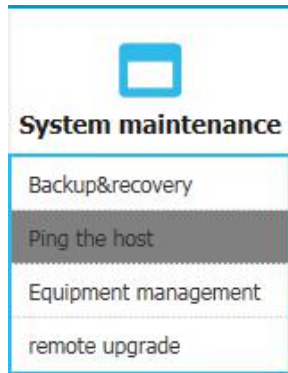 System maintenance
Backup&recovery
Ping the host
Equipment management
remote upgrade